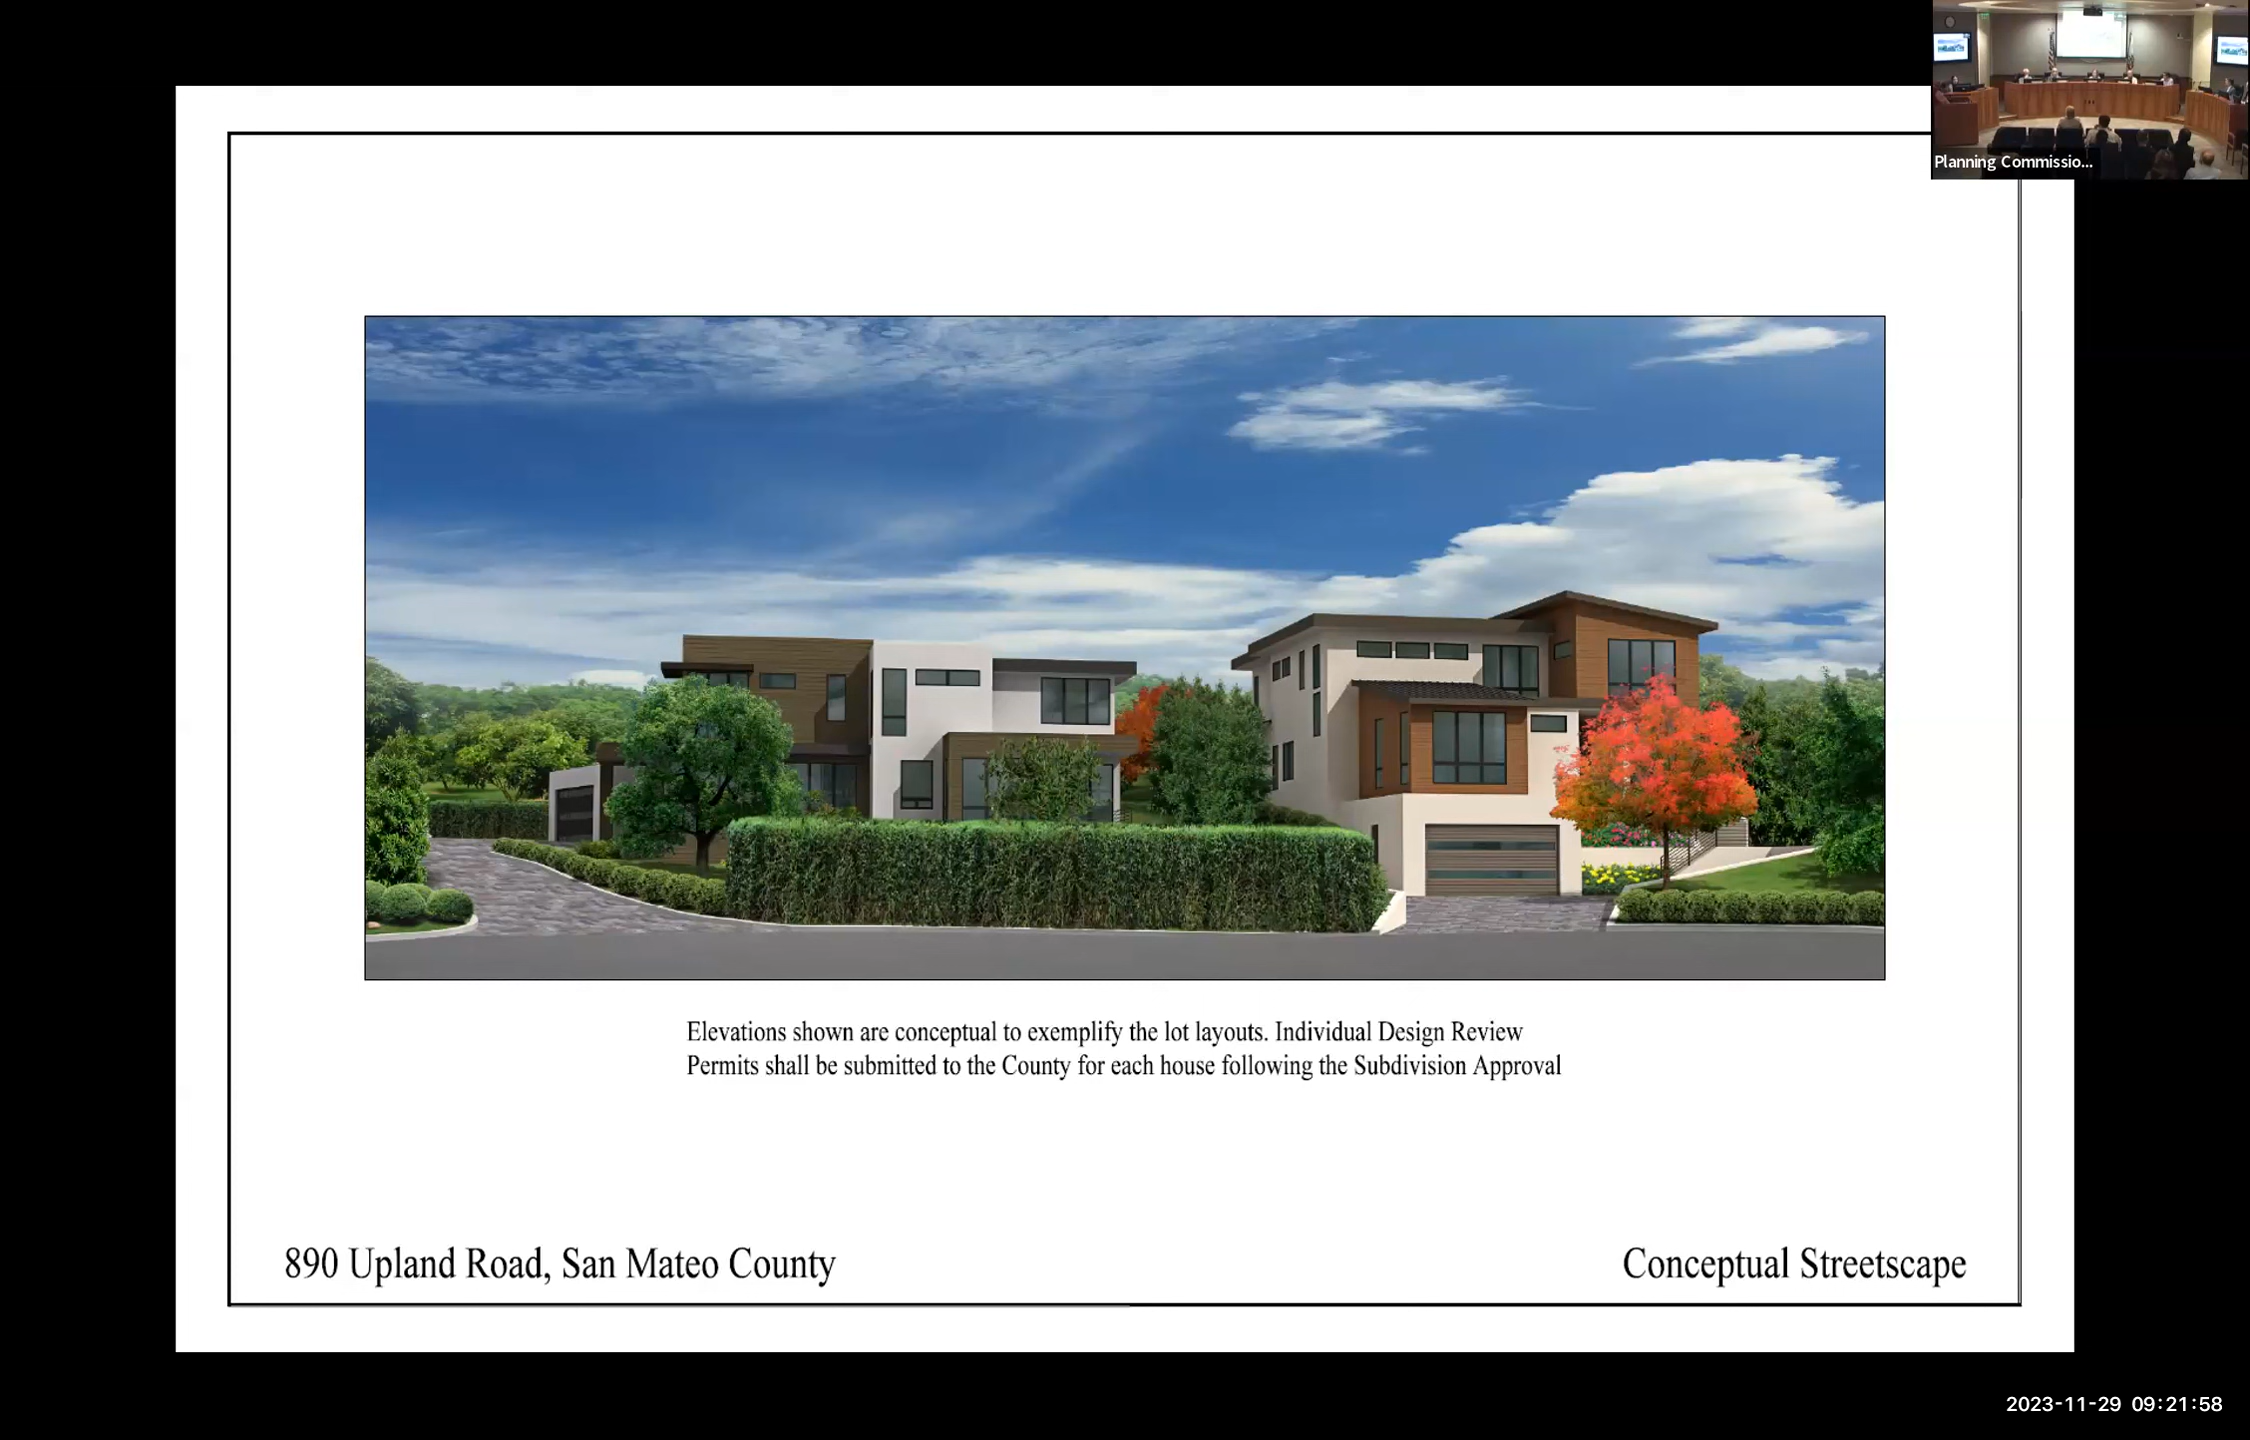 Planning Commissio...
Elevations shown are conceptual to exemplify the lot layouts. Individual Design Review
Permits shall be submitted to the County for each house following the Subdivision Approval
890 Upland Road, San Mateo County
Conceptual Streetscape
2023-11-29 09:21:58